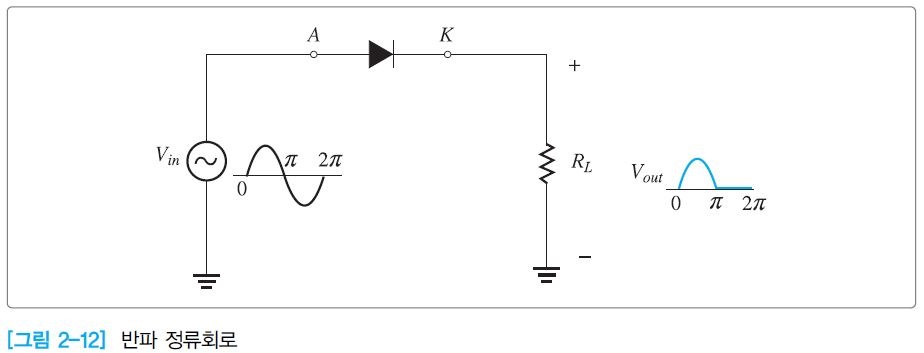 A K
+
V_in 0 π 2π
R_L
V_out 0 π 2π
−
[그림 2-12] 반파 정류회로